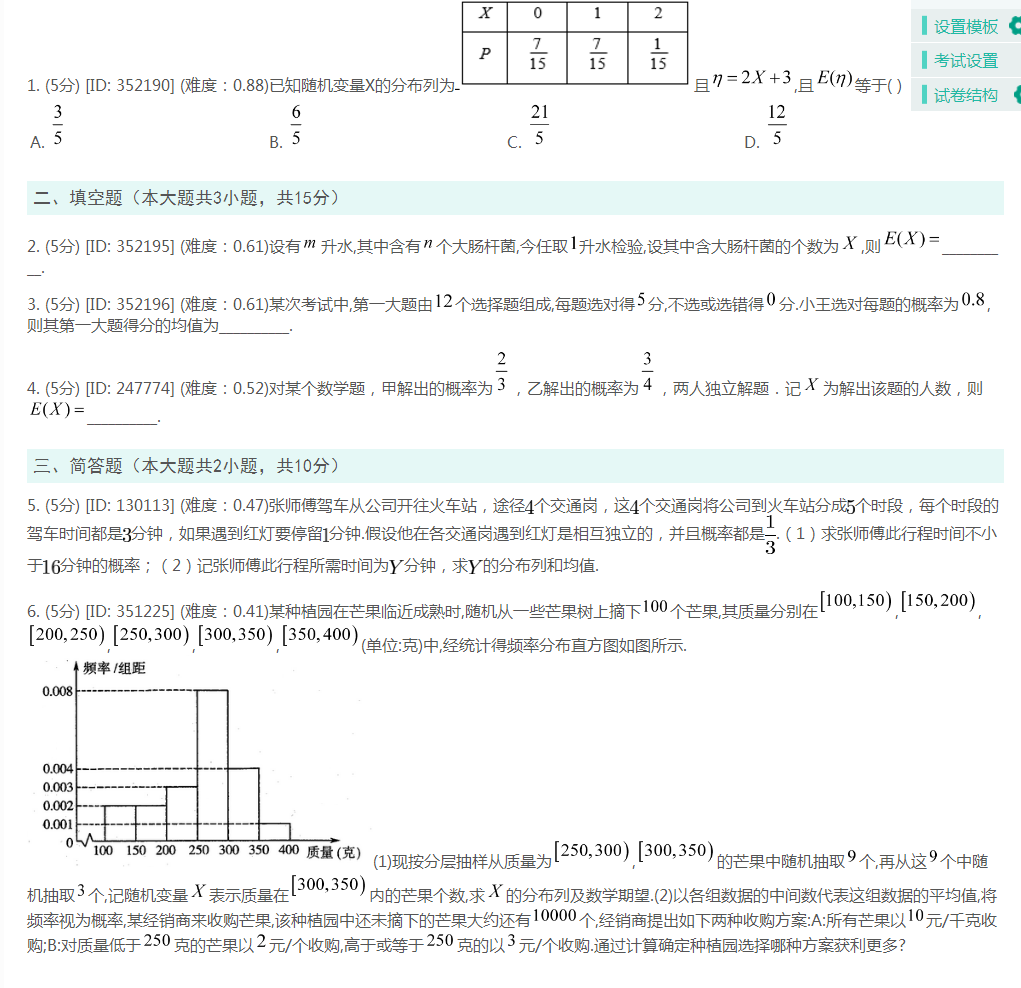 X 0 1 2
P 7/15 7/15 1/15
设置模板
考试设置
试卷结构
1. (5分) [ID: 352190] (难度：0.88)已知随机变量X的分布列为 且 η=2X+3 ,且 E(η) 等于( )
A. 3/5 B. 6/5 C. 21/5 D. 12/5
二、填空题（本大题共3小题，共15分）
2. (5分) [ID: 352195] (难度：0.61)设有 m 升水,其中含有 n 个大肠杆菌,今任取 1 升水检验,设其中含大肠杆菌的个数为 X ,则 E(X)= ________
__.
3. (5分) [ID: 352196] (难度：0.61)某次考试中,第一大题由 12 个选择题组成,每题选对得 5 分,不选或选错得 0 分.小王选对每题的概率为 0.8 ,
则其第一大题得分的均值为__________.
4. (5分) [ID: 247774] (难度：0.52)对某个数学题，甲解出的概率为 2/3 ，乙解出的概率为 3/4 ，两人独立解题．记 X 为解出该题的人数，则
E(X)= __________.
三、简答题（本大题共2小题，共10分）
5. (5分) [ID: 130113] (难度：0.47)张师傅驾车从公司开往火车站，途径4个交通岗，这4个交通岗将公司到火车站分成5个时段，每个时段的
驾车时间都是3分钟，如果遇到红灯要停留1分钟.假设他在各交通岗遇到红灯是相互独立的，并且概率都是1/3.（1）求张师傅此行程时间不小
于16分钟的概率；（2）记张师傅此行程所需时间为Y分钟，求Y的分布列和均值.
6. (5分) [ID: 351225] (难度：0.41)某种植园在芒果临近成熟时,随机从一些芒果树上摘下 100 个芒果,其质量分别在 [100,150) , [150,200) ,
[200,250) , [250,300) , [300,350) , [350,400) (单位:克)中,经统计得频率分布直方图如图所示.
频率/组距
0.008
0.004
0.003
0.002
0.001
0
100 150 200 250 300 350 400 质量(克)
(1)现按分层抽样从质量为 [250,300) , [300,350) 的芒果中随机抽取 9 个,再从这 9 个中随
机抽取 3 个,记随机变量 X 表示质量在 [300,350) 内的芒果个数,求 X 的分布列及数学期望.(2)以各组数据的中间数代表这组数据的平均值,将
频率视为概率,某经销商来收购芒果,该种植园中还未摘下的芒果大约还有 10000 个,经销商提出如下两种收购方案:A:所有芒果以 10 元/千克收
购;B:对质量低于 250 克的芒果以 2 元/个收购,高于或等于 250 克的以 3 元/个收购.通过计算确定种植园选择哪种方案获利更多?